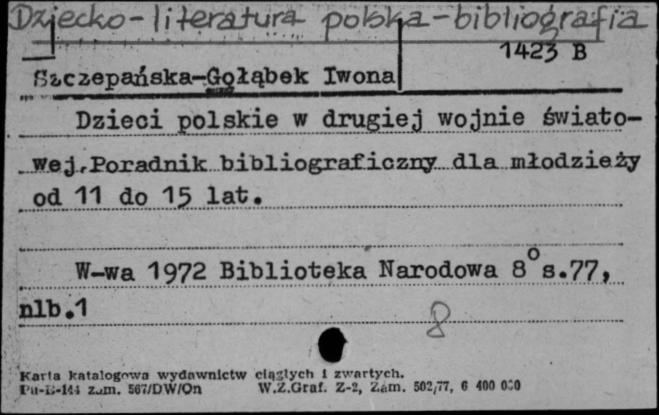 Dziecko-literatura polska-bibliografia
1423 B
Szczepańska-Gołąbek Iwona
Dzieci polskie w drugiej wojnie świato-
wej.Poradnik bibliograficzny dla młodzieży
od 11 do 15 lat.
W-wa 1972 Biblioteka Narodowa 8° s.77,
nlb.1
8
Karta katalogowa wydawnictw ciągłych i zwartych.
Pu-B-144 zam. 567/DW/On W.Z.Graf. Z-2, Zam. 502/77, 6 400 000